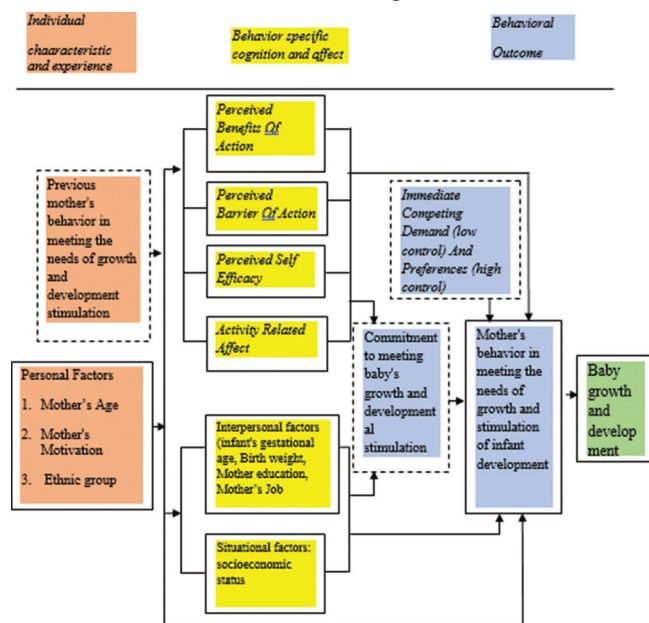 Individual
chaaracteristic
and experience
Behavior specific
cognition and affect
Behavioral
Outcome
Perceived
Benefits Of
Action
Perceived
Barrier Of Action
Perceived Self
Efficacy
Activity Related
Affect
Previous
mother's
behavior in
meeting the
needs of growth
and
development
stimulation
Immediate
Competing
Demand (low
control) And
Preferences (high
control)
Personal Factors
1. Mother's Age
2. Mother's
Motivation
3. Ethnic group
Interpersonal factors
(infant's gestational
age, Birth weight,
Mother education,
Mother's Job
Situational factors:
socioeconomic
status
Commitment
to meeting
baby's
growth and
development
al
stimulation
Mother's
behavior in
meeting the
needs of
growth and
stimulation
of infant
development
Baby
growth
and
develop
ment